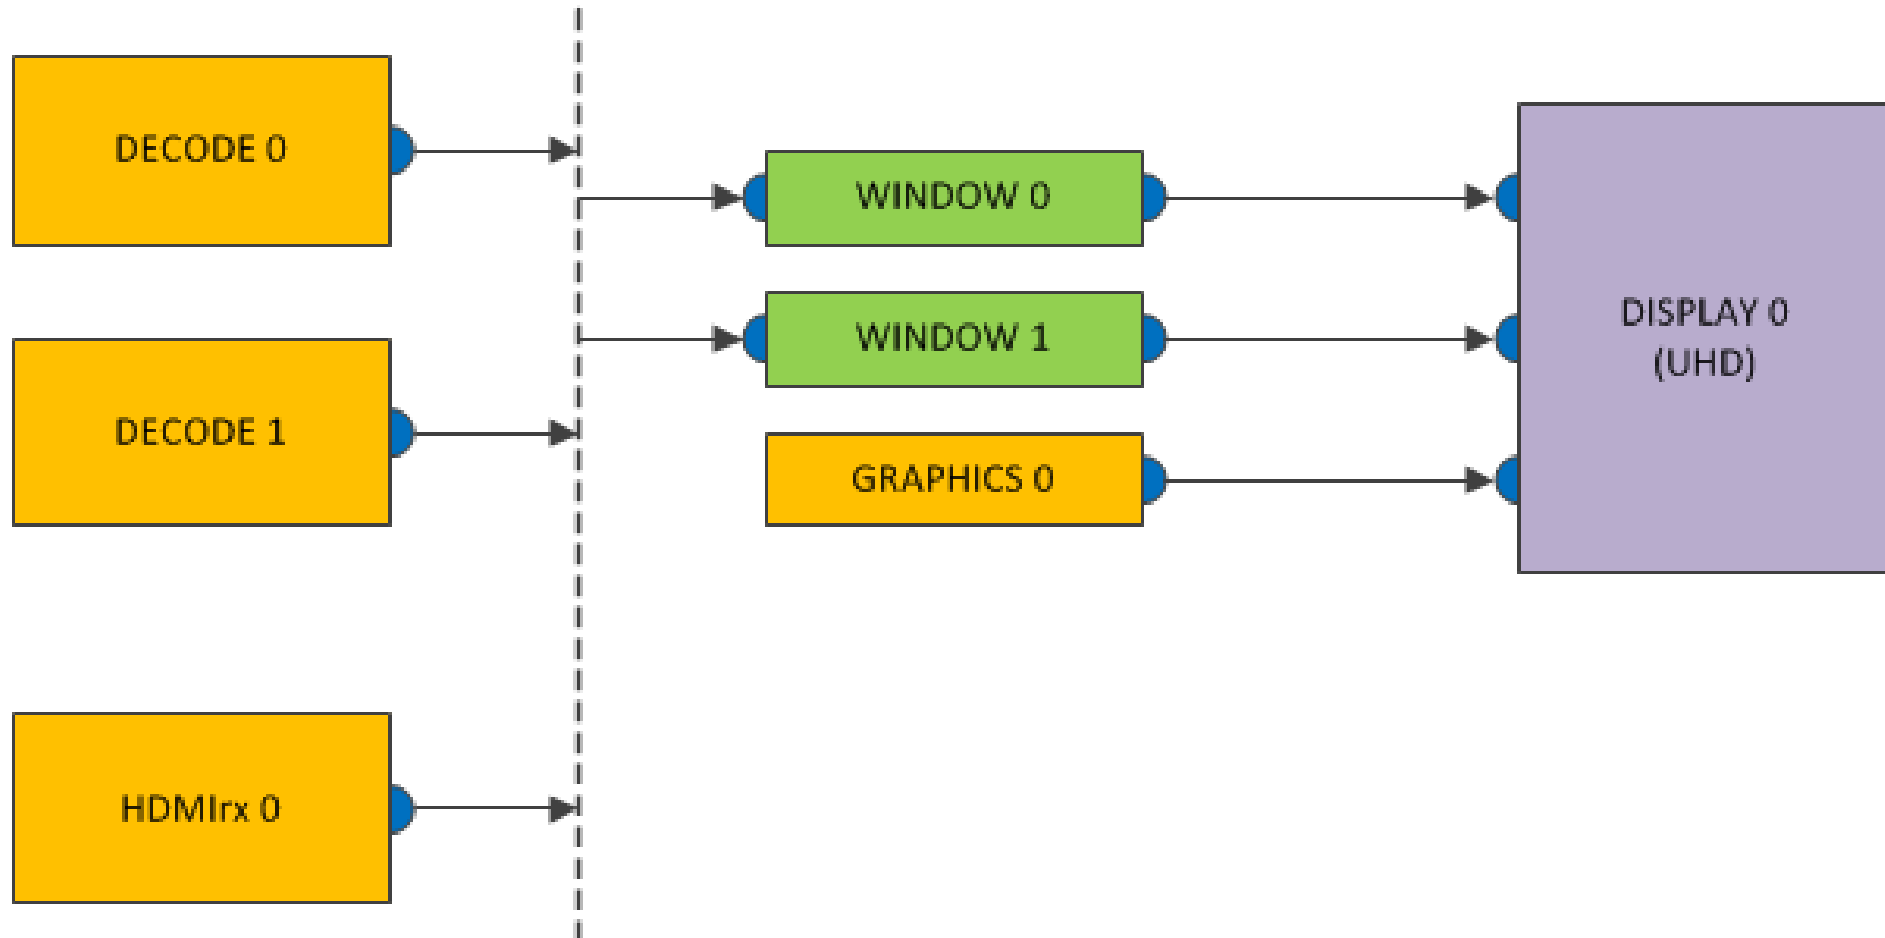 DECODE 0
WINDOW 0
DECODE 1
WINDOW 1
GRAPHICS 0
DISPLAY 0
(UHD)
HDMIrx 0